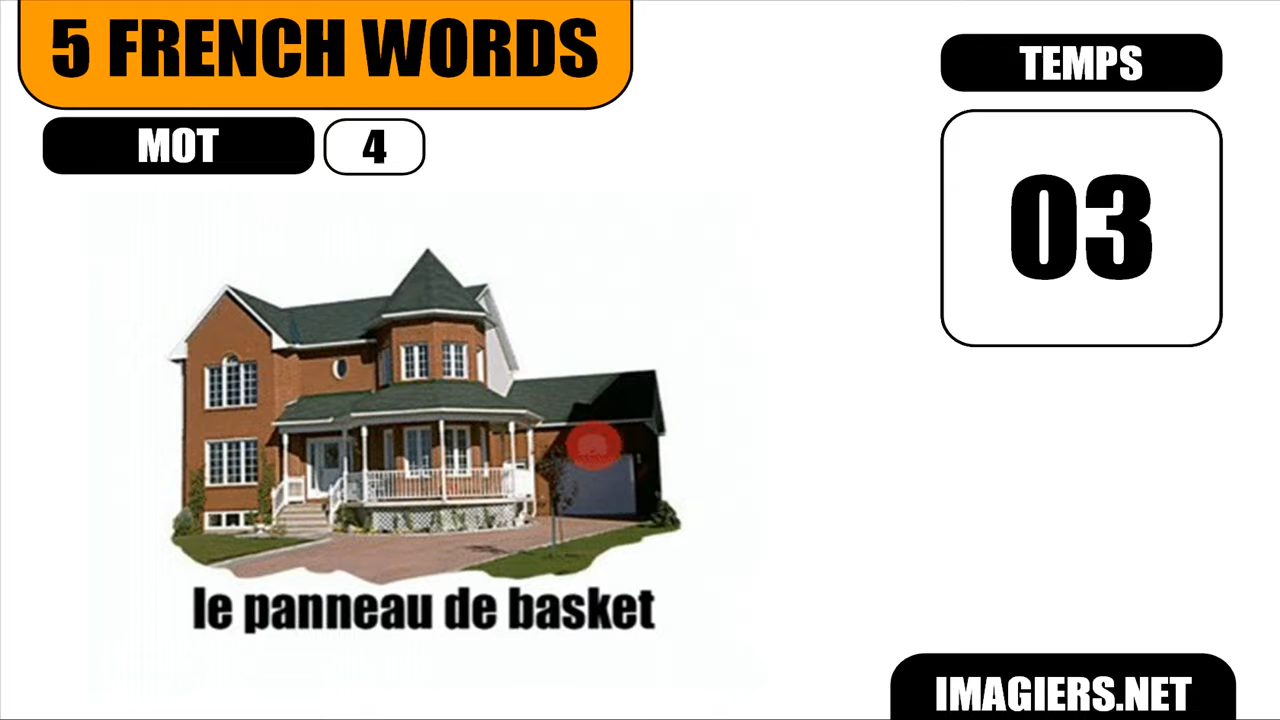 5 FRENCH WORDS
TEMPS
MOT 4
03
le panneau de basket
IMAGIERS.NET